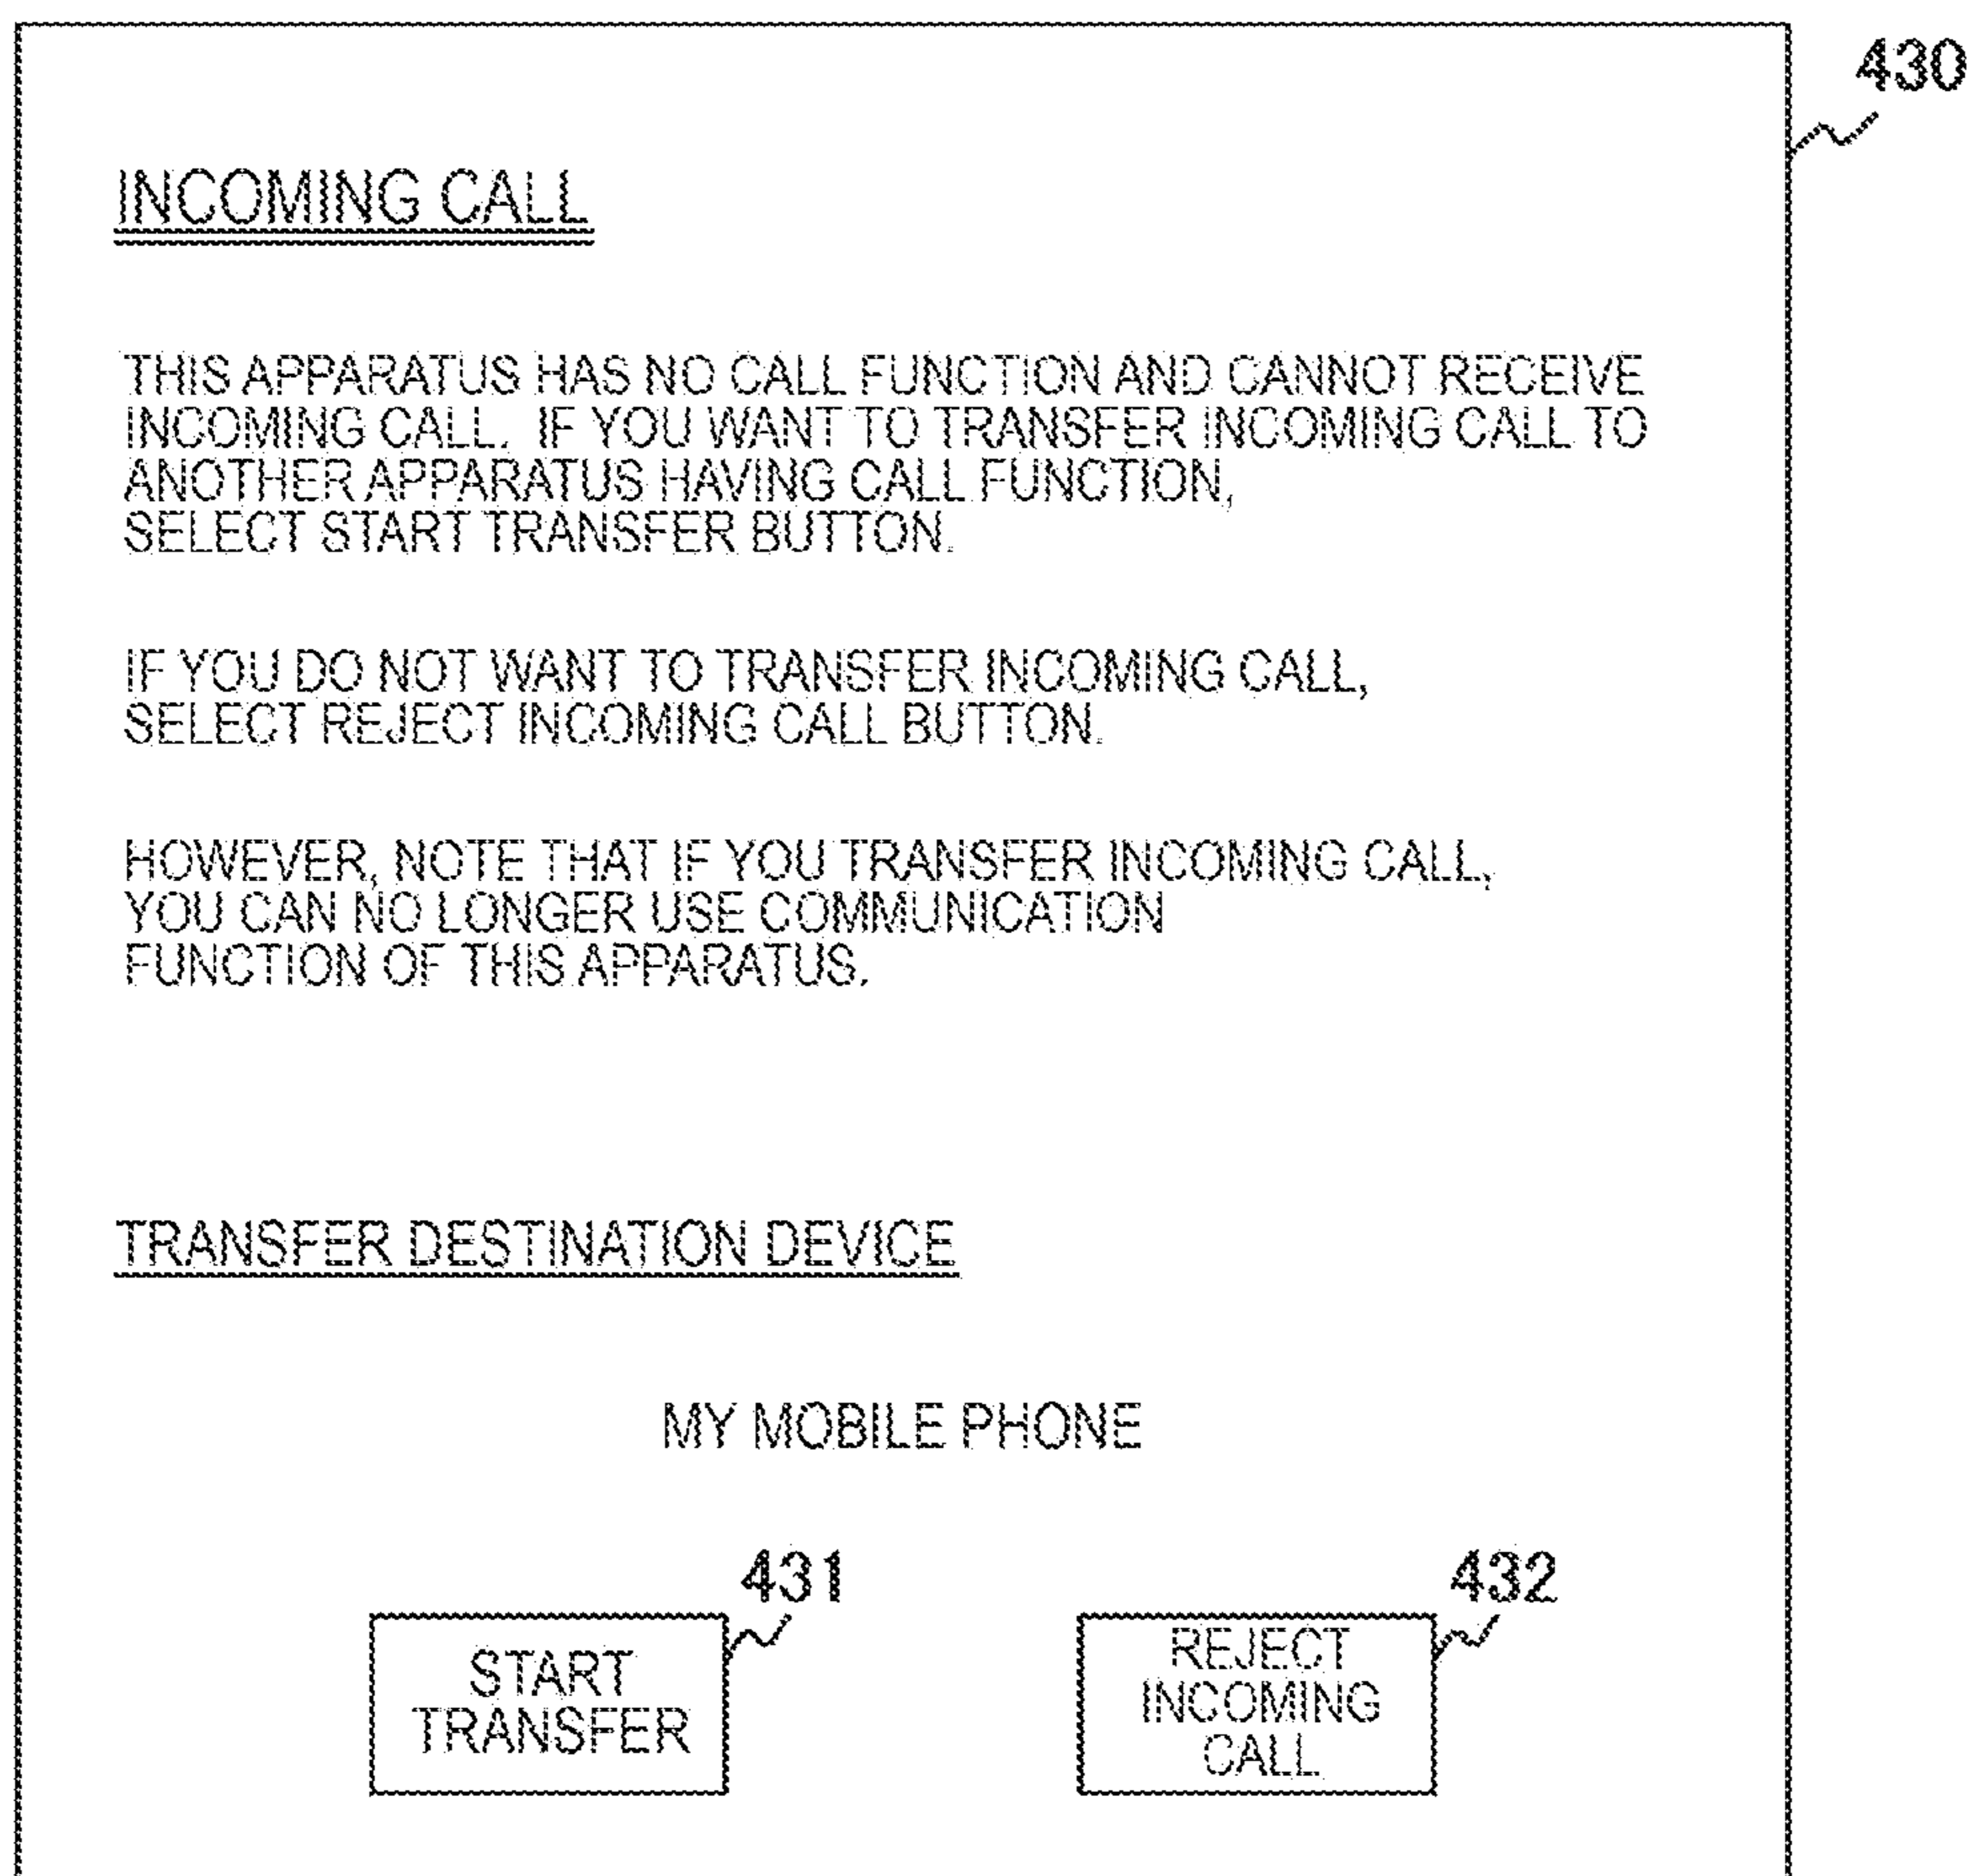 430
INCOMING CALL
THIS APPARATUS HAS NO CALL FUNCTION AND CANNOT RECEIVE
INCOMING CALL. IF YOU WANT TO TRANSFER INCOMING CALL TO
ANOTHER APPARATUS HAVING CALL FUNCTION,
SELECT START TRANSFER BUTTON.
IF YOU DO NOT WANT TO TRANSFER INCOMING CALL,
SELECT REJECT INCOMING CALL BUTTON.
HOWEVER, NOTE THAT IF YOU TRANSFER INCOMING CALL,
YOU CAN NO LONGER USE COMMUNICATION
FUNCTION OF THIS APPARATUS.
TRANSFER DESTINATION DEVICE
MY MOBILE PHONE
431
START
TRANSFER
432
REJECT
INCOMING
CALL